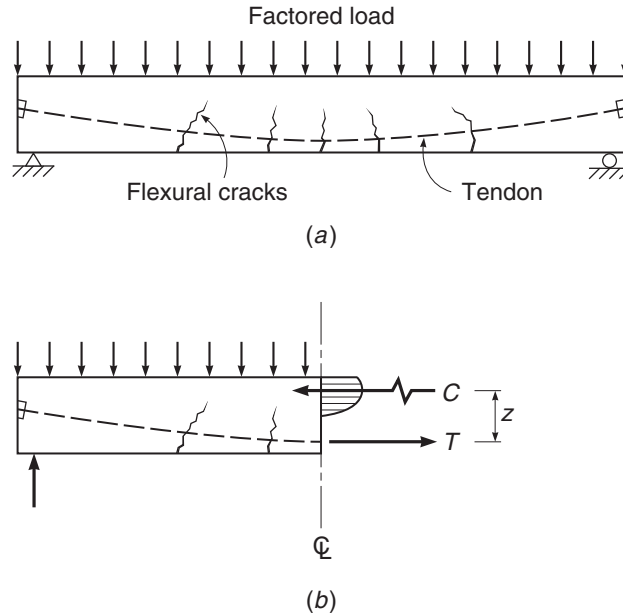 Factored load
Flexural cracks
Tendon
(a)
C
z
T
℄
(b)